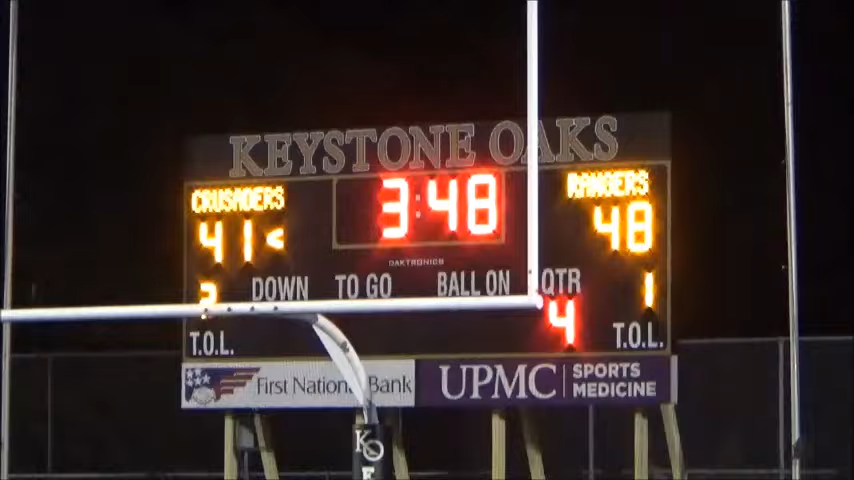 KEYSTONE OAKS
CRUSADERS 3:48 RANGERS
41< 48
DAKTRONICS
2 DOWN TO GO BALL ON QTR 1
4
T.O.L. T.O.L.
First National Bank UPMC SPORTS MEDICINE
KO